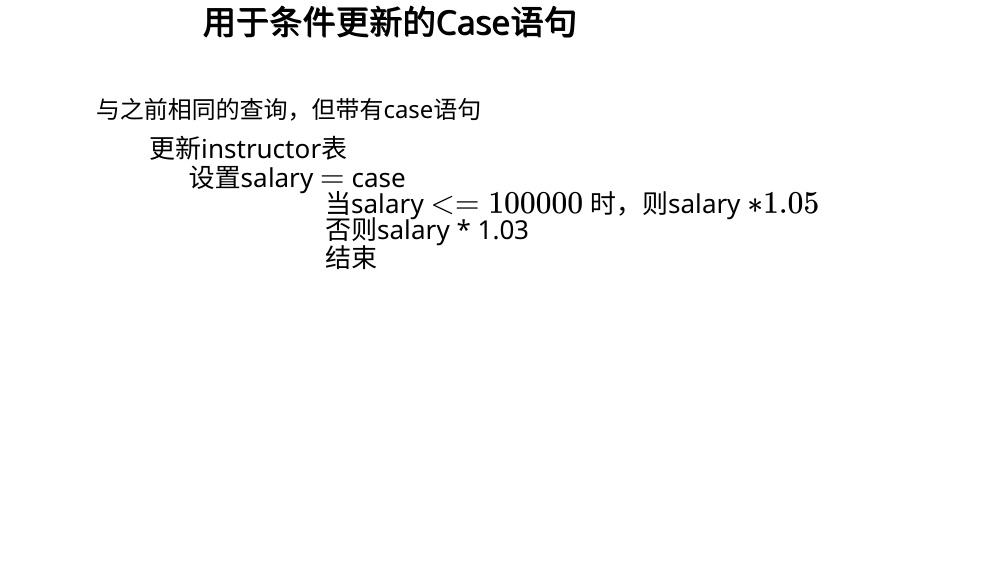 用于条件更新的Case语句
与之前相同的查询，但带有case语句
更新instructor表
设置salary = case
当salary <= 100000 时，则salary *1.05
否则salary * 1.03
结束